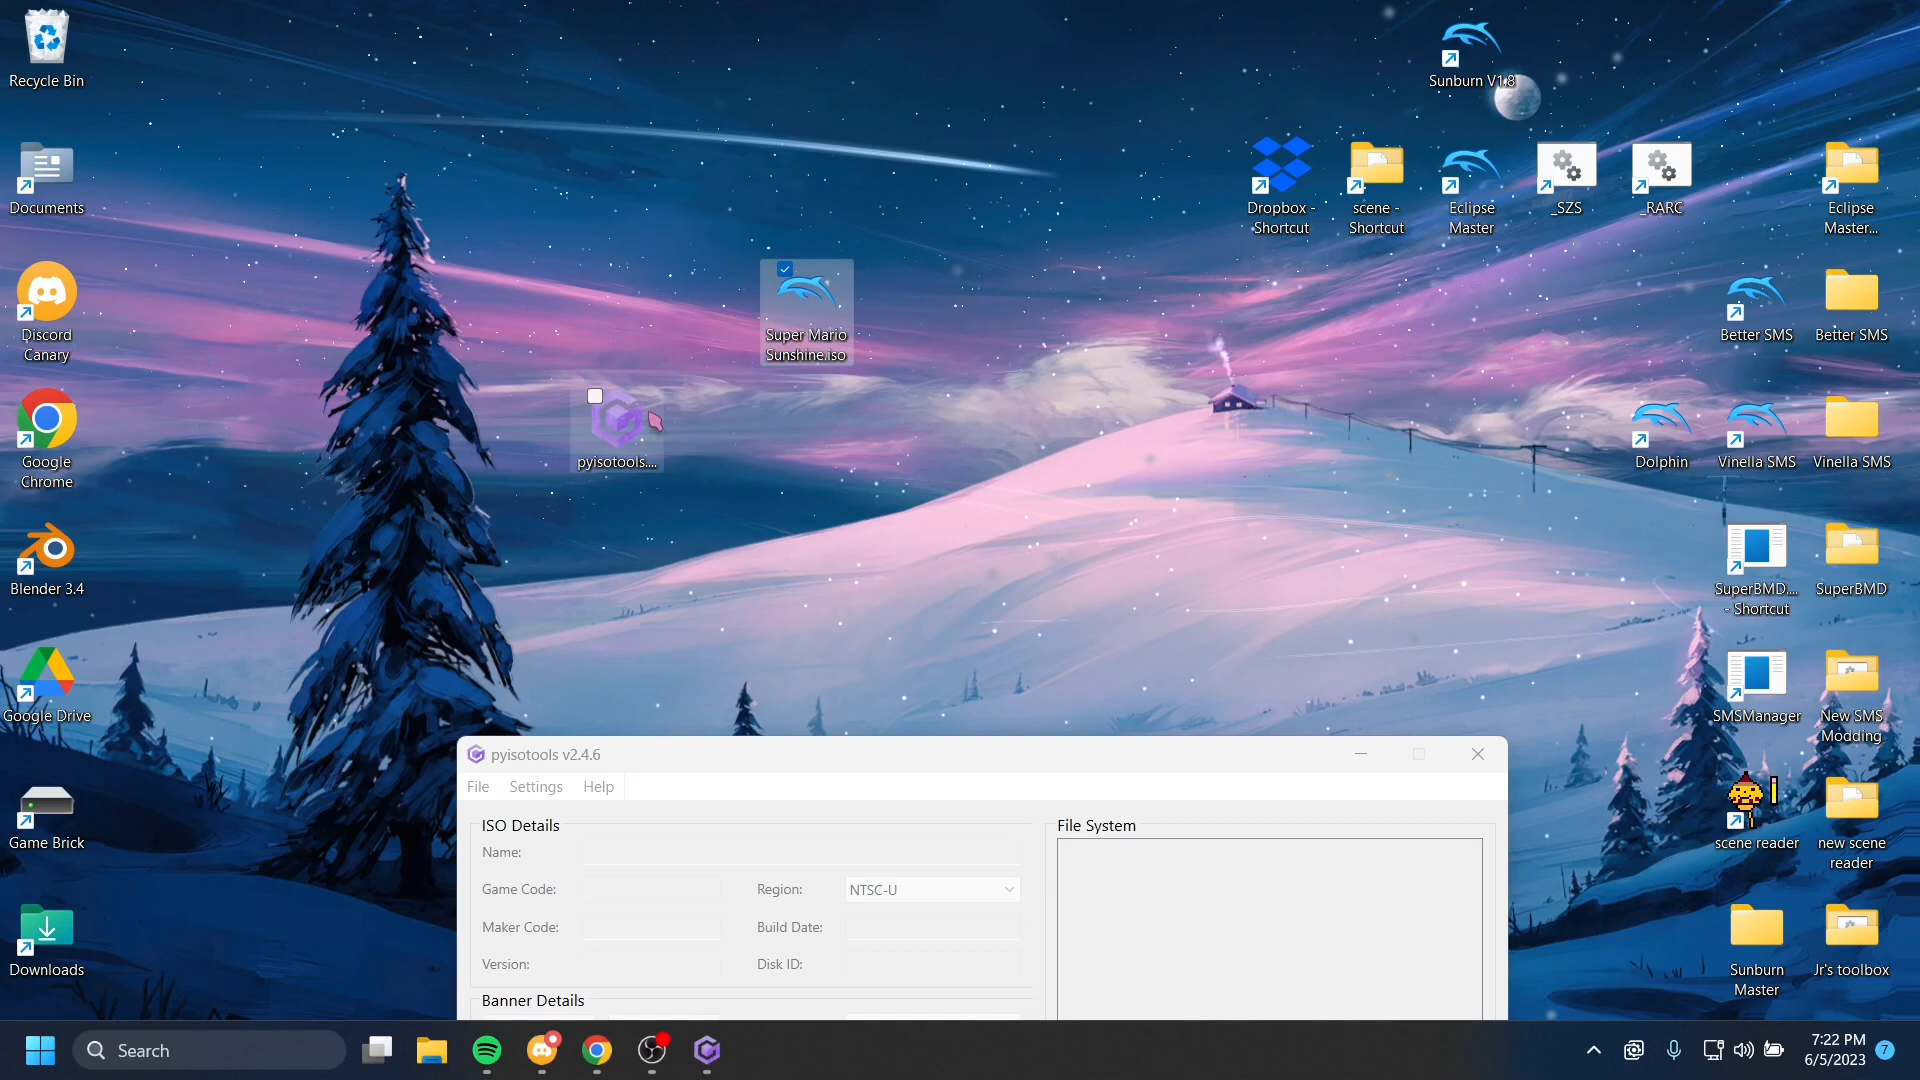 Recycle Bin
Sunburn V1.8
Documents
Dropbox -
Shortcut
scene -
Shortcut
Eclipse
Master
_SZS
_RARC
Eclipse
Master...
Discord
Canary
Super Mario
Sunshine.iso
Better SMS
Better SMS
Google
Chrome
pyisotools....
Dolphin
Vinella SMS
Vinella SMS
Blender 3.4
SuperBMD....
- Shortcut
SuperBMD
Google Drive
SMSManager
New SMS
Modding
Game Brick
scene reader
new scene
reader
Downloads
Sunburn
Master
Jr's toolbox
pyisotools v2.4.6
File Settings Help
ISO Details
Name:
Game Code:
Region:
NTSC-U
Maker Code:
Build Date:
Version:
Disk ID:
Banner Details
File System
Search
7:22 PM
6/5/2023
7